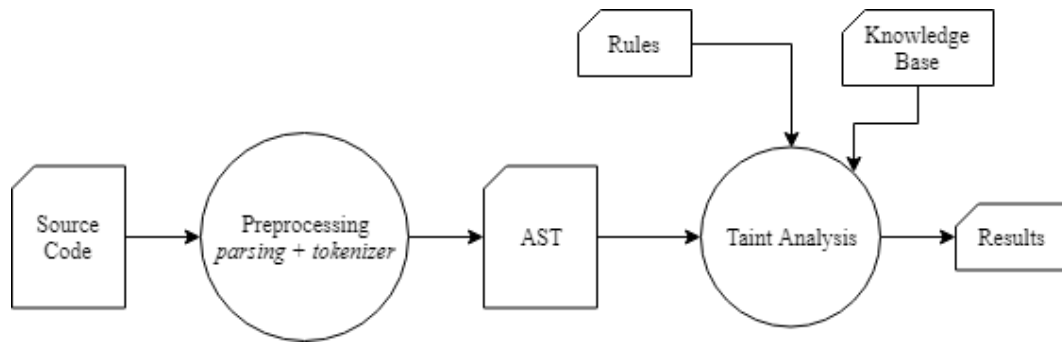 Rules
Knowledge
Base
Source
Code
Preprocessing
parsing + tokenizer
AST
Taint Analysis
Results